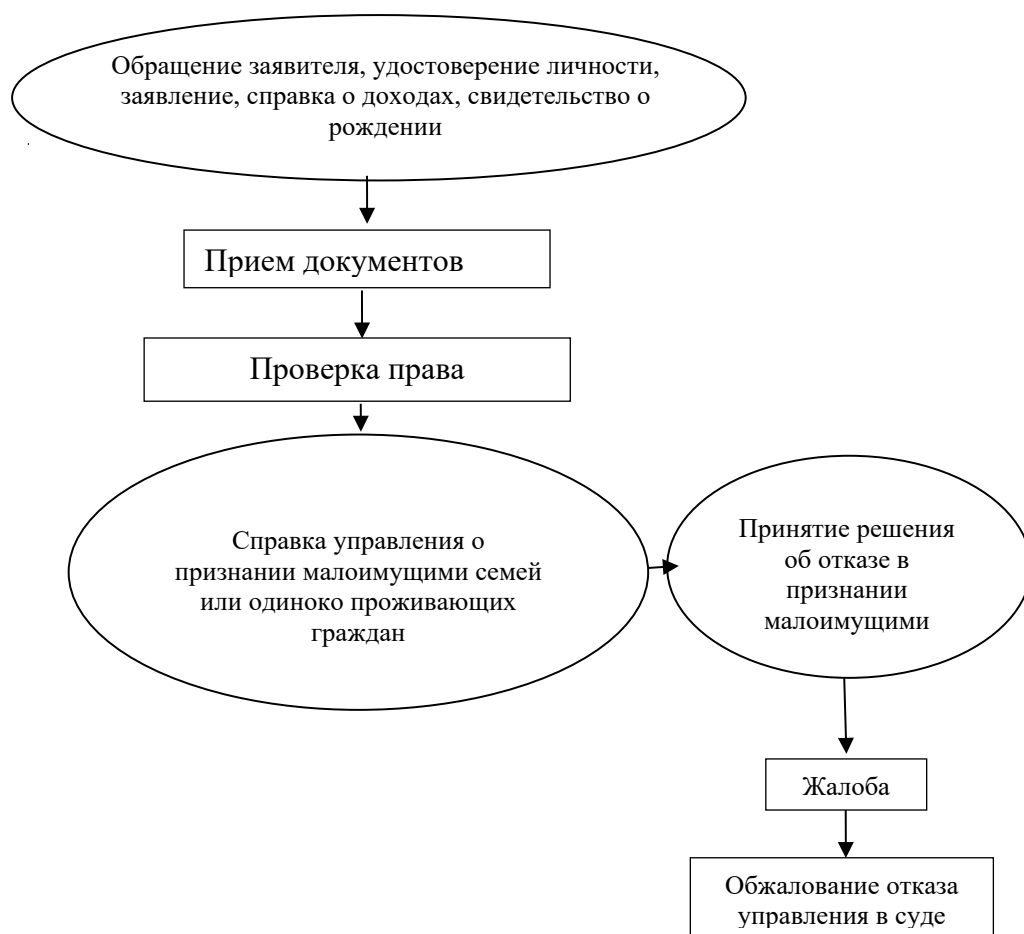 Обращение заявителя, удостоверение личности,
заявление, справка о доходах, свидетельство о
рождении
Прием документов
Проверка права
Справка управления о
признании малоимущими семей
или одиноко проживающих
граждан
Принятие решения
об отказе в
признании
малоимущими
Жалоба
Обжалование отказа
управления в суде